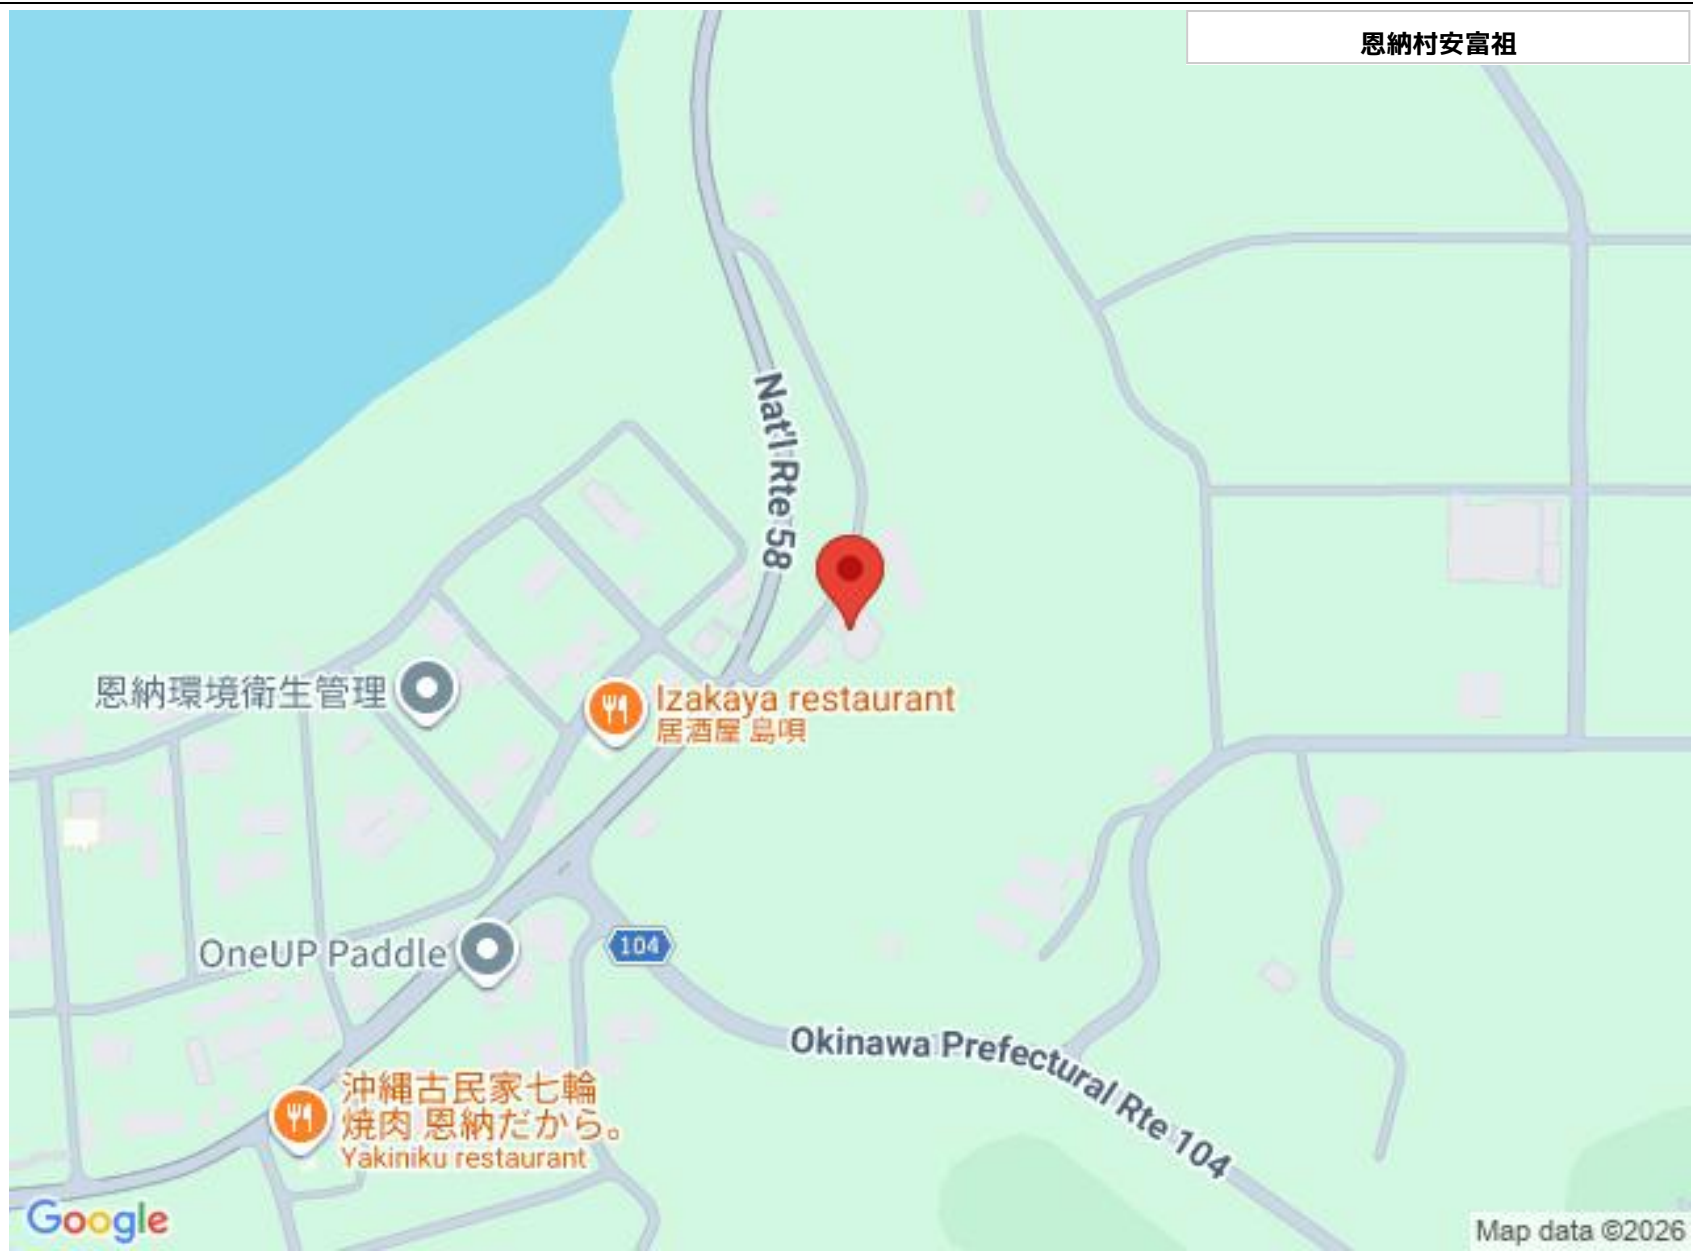 恩納村安富祖
Nat'l Rte 58
恩納環境衛生管理
Izakaya restaurant
居酒屋 島唄
OneUP Paddle
104
Okinawa Prefectural Rte 104
沖縄古民家七輪
焼肉 恩納だから。
Yakiniku restaurant
Google
Map data ©2026